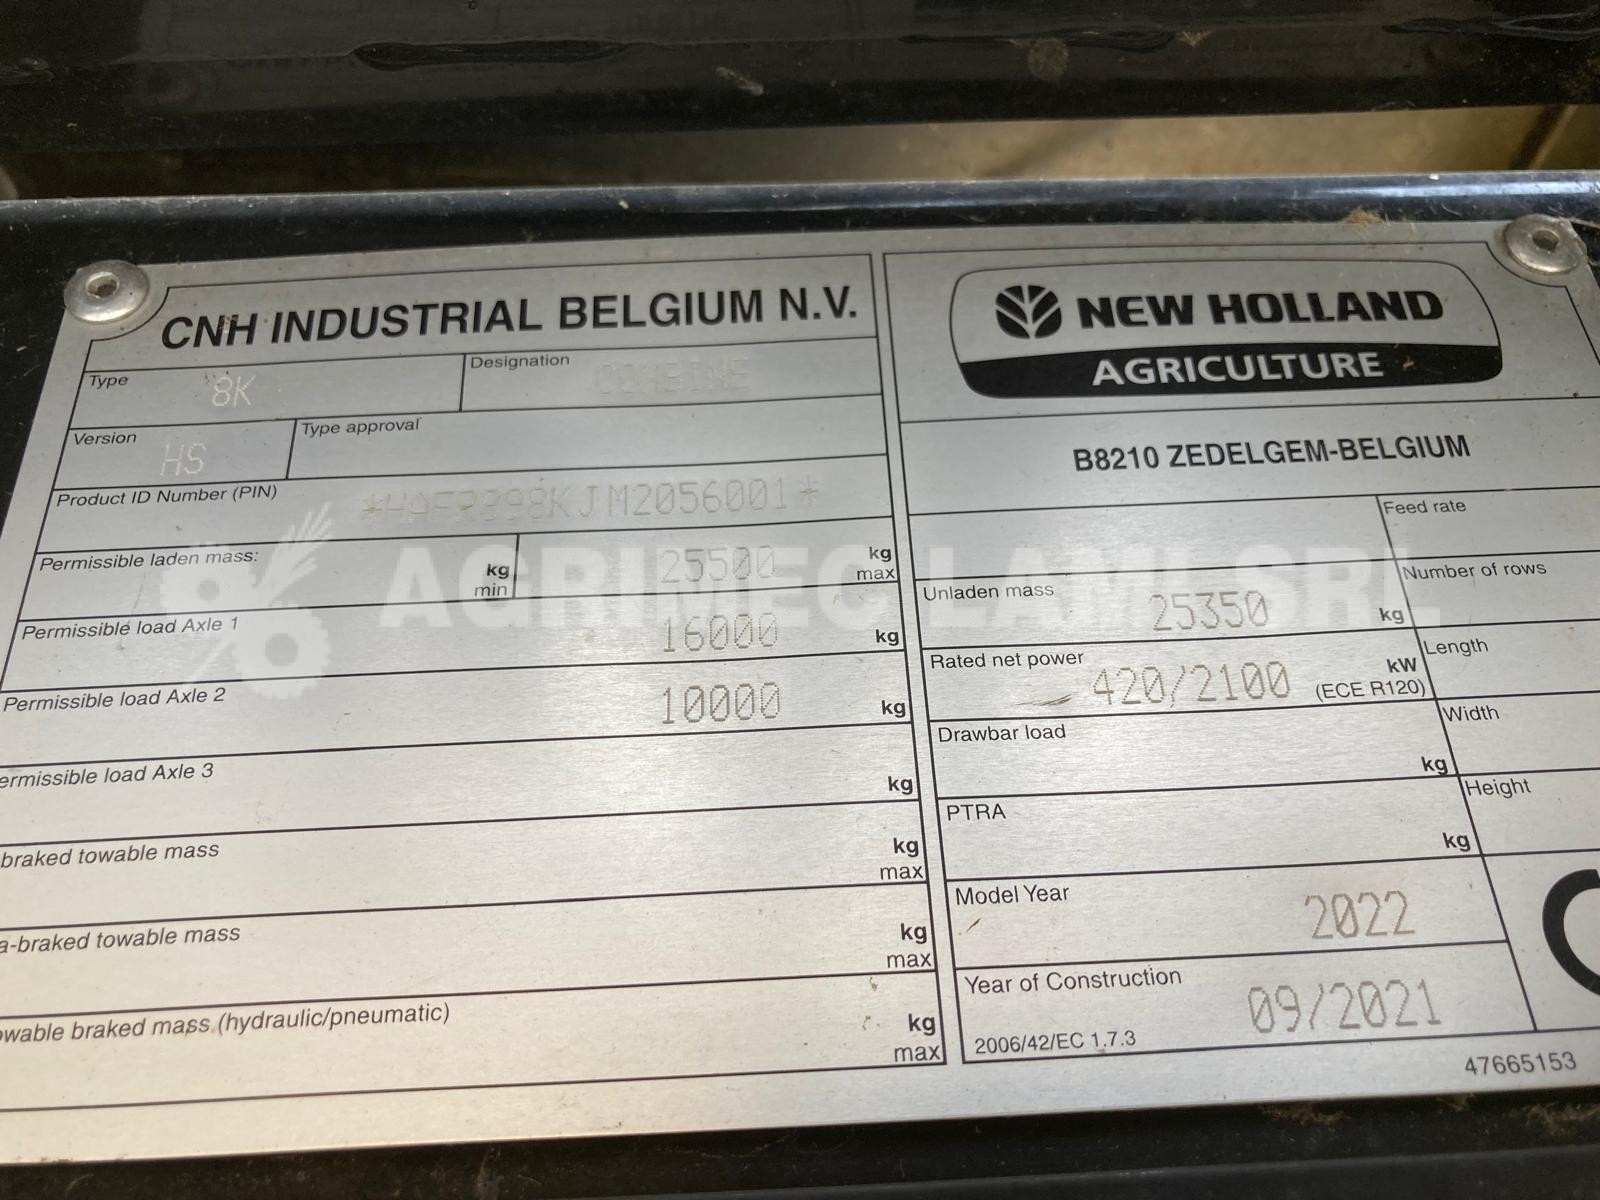 CNH INDUSTRIAL BELGIUM N.V.
Type 8K
Designation COMBINE
Version HS
Type approval
Product ID Number (PIN)
Permissible laden mass: kg min 25500 kg max
Permissible load Axle 1 16000 kg
Permissible load Axle 2 10000 kg
ermissible load Axle 3 kg
braked towable mass kg max
a-braked towable mass kg max
owable braked mass (hydraulic/pneumatic) kg max
NEW HOLLAND
AGRICULTURE
B8210 ZEDELGEM-BELGIUM
Feed rate
Unladen mass 25350 kg
Number of rows
Rated net power 420/2100 kW (ECE R120)
Length
Drawbar load kg
Width
PTRA kg
Height
Model Year 2022
Year of Construction 09/2021
2006/42/EC 1.7.3
47665153
AGRIMEC LAMI SRL